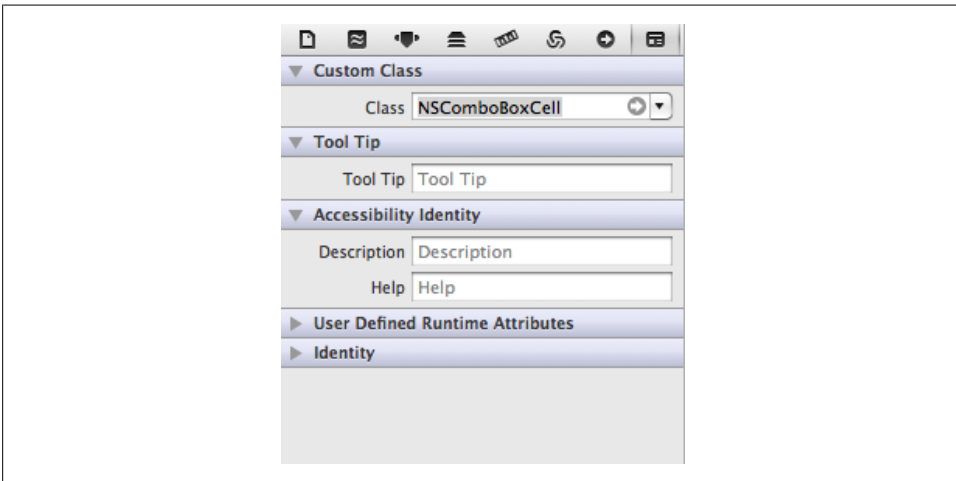 Custom Class
Class NSComboBoxCell
Tool Tip
Tool Tip Tool Tip
Accessibility Identity
Description Description
Help Help
User Defined Runtime Attributes
Identity